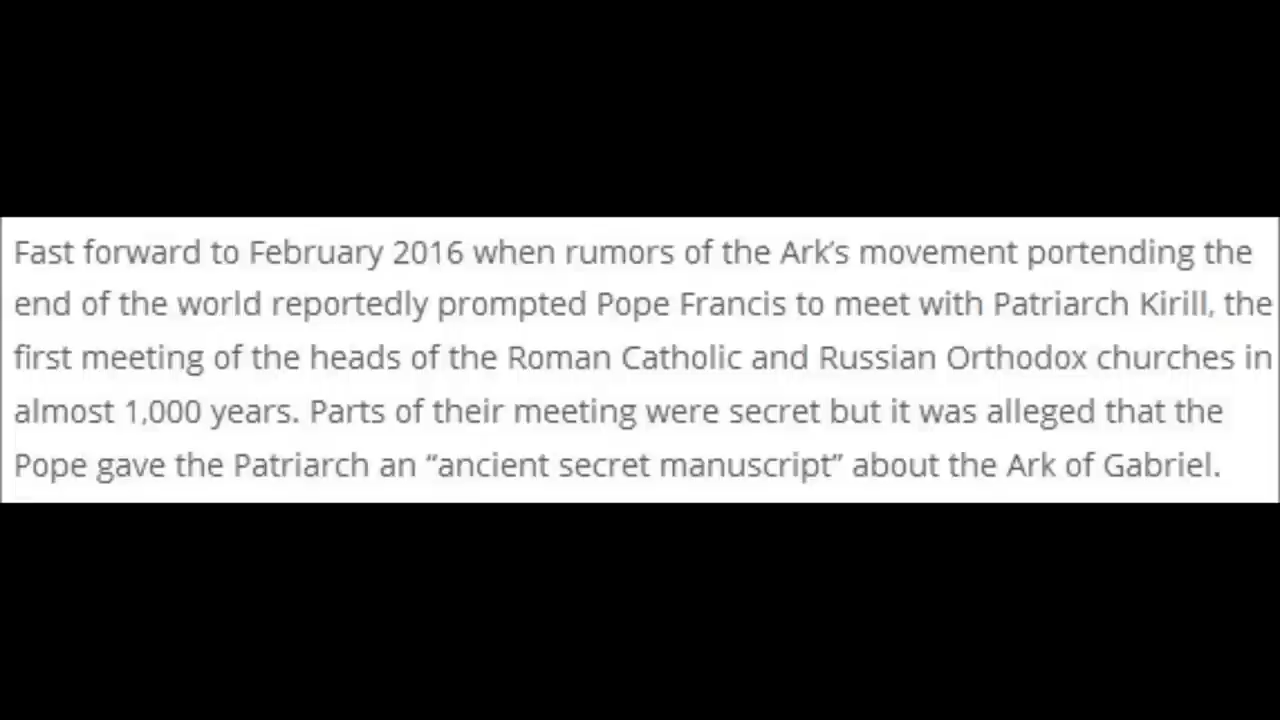 Fast forward to February 2016 when rumors of the Ark’s movement portending the
end of the world reportedly prompted Pope Francis to meet with Patriarch Kirill, the
first meeting of the heads of the Roman Catholic and Russian Orthodox churches in
almost 1,000 years. Parts of their meeting were secret but it was alleged that the
Pope gave the Patriarch an “ancient secret manuscript” about the Ark of Gabriel.